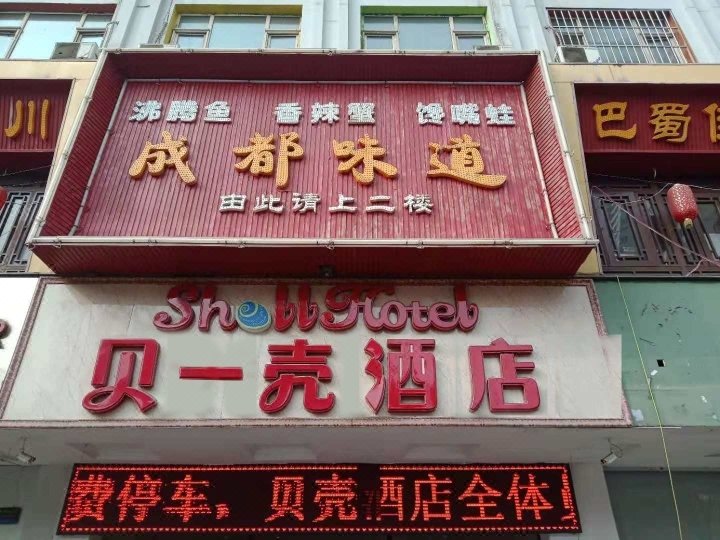 沸腾鱼 香辣蟹 馋嘴蛙
成都味道
由此请上二楼
川
巴蜀
Shell Hotel
贝一壳酒店
费停车，贝壳酒店全体